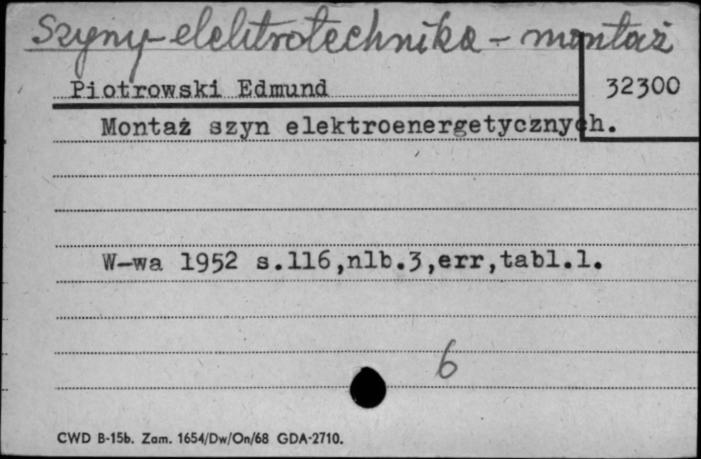 Szyny-elektrotechnika - montaż
Piotrowski Edmund 32300
Montaż szyn elektroenergetycznych.
W-wa 1952 s.116,nlb.3,err,tabl.1.
6
CWD B-15b. Zam. 1654/Dw/On/68 GDA-2710.